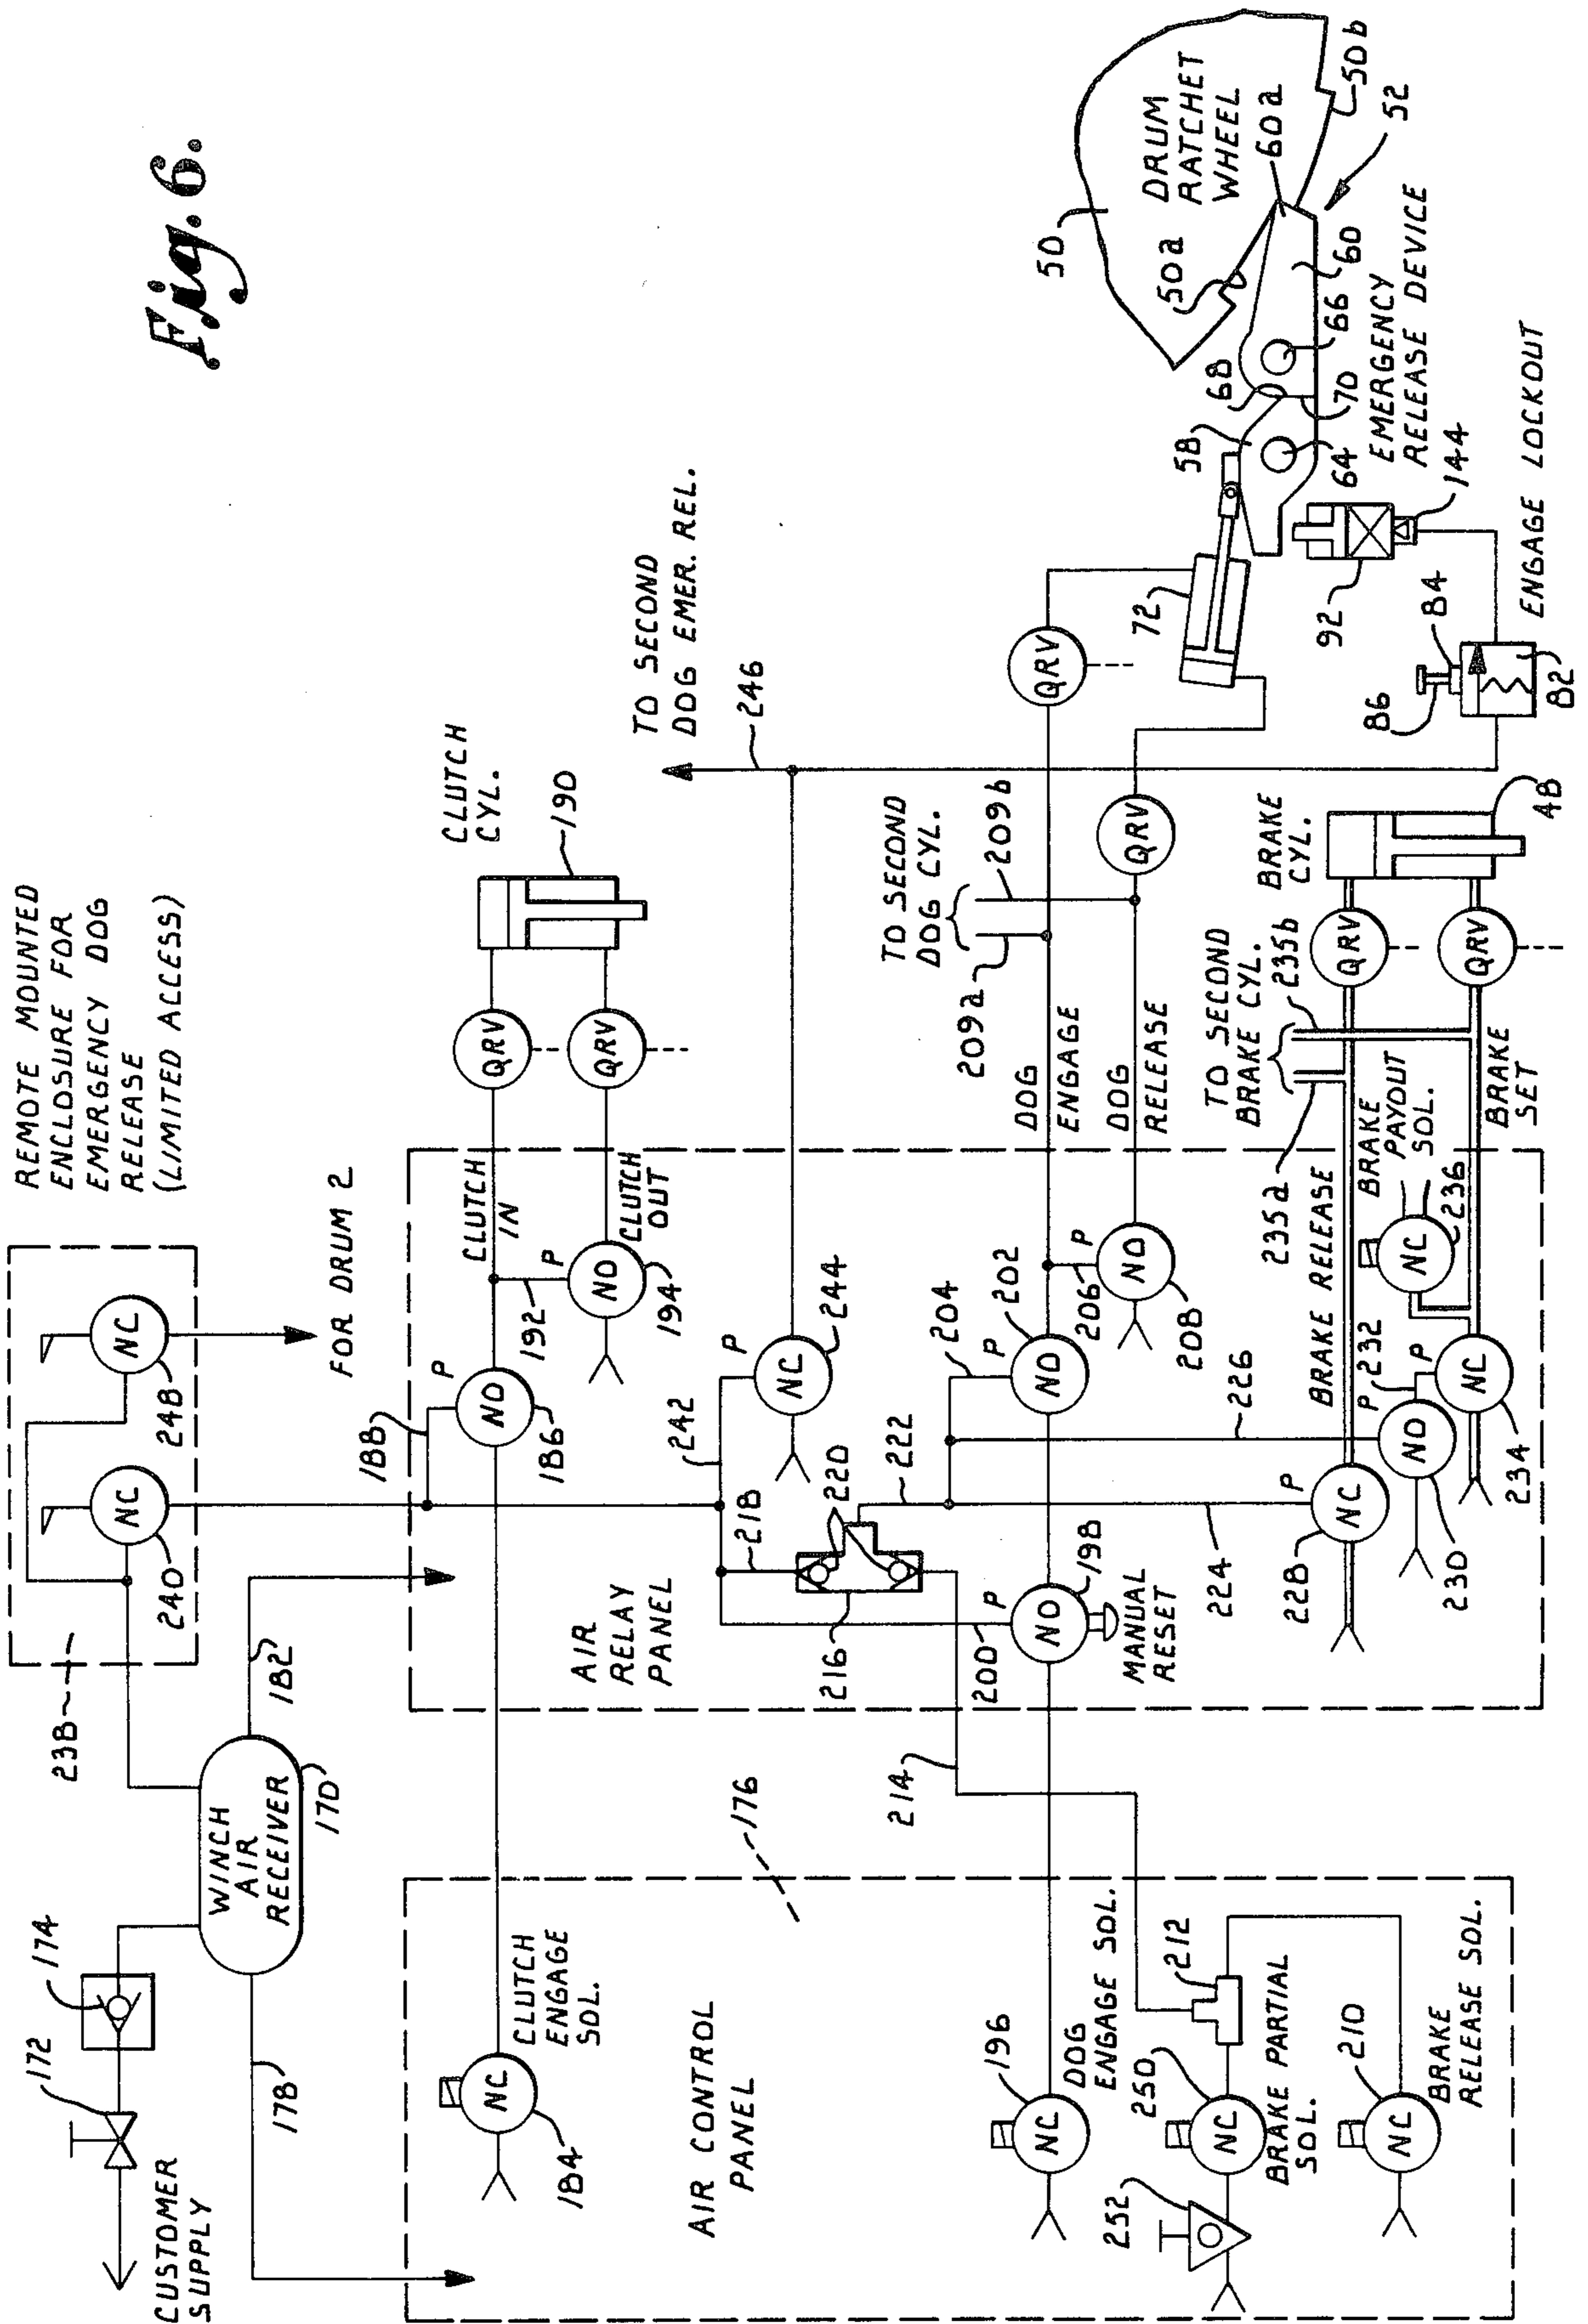 Fig. 6.
REMOTE MOUNTED
ENCLOSURE FOR
EMERGENCY DOG
RELEASE
(LIMITED ACCESS)
FOR DRUM 2
NC
248
NC
240
238
182
WINCH
AIR
RECEIVER
170
174
172
178
CUSTOMER
SUPPLY
CLUTCH
CYL.
190
QRV
QRV
CLUTCH
IN
CLUTCH
OUT
P
NO
192
194
188
P
NO
186
NC
CLUTCH
ENGAGE
SOL.
184
AIR CONTROL
PANEL
176
AIR
RELAY
PANEL
TO SECOND
DOG EMER. REL.
246
242
P
NC
244
218
220
216
222
214
200
P
NO
198
MANUAL
RESET
204
P
NO
202
206
P
NO
208
226
224
DOG
ENGAGE
DOG
RELEASE
209a
209b
TO SECOND
DOG CYL.
QRV
QRV
72
DRUM
RATCHET
WHEEL
50
50a
50b
60a
52
60
66
68
70
58
64
EMERGENCY
RELEASE DEVICE
144
92
84
86
82
ENGAGE LOCKOUT
BRAKE
CYL.
48
QRV
QRV
TO SECOND
BRAKE CYL.
235b
235a
BRAKE RELEASE
BRAKE
PAYOUT
SOL.
BRAKE
SET
NC
236
P
NC
228
P
NO
230
232
P
NC
234
196
NC
DOG
ENGAGE SOL.
212
250
NC
252
BRAKE PARTIAL
SOL.
210
NC
BRAKE
RELEASE SOL.